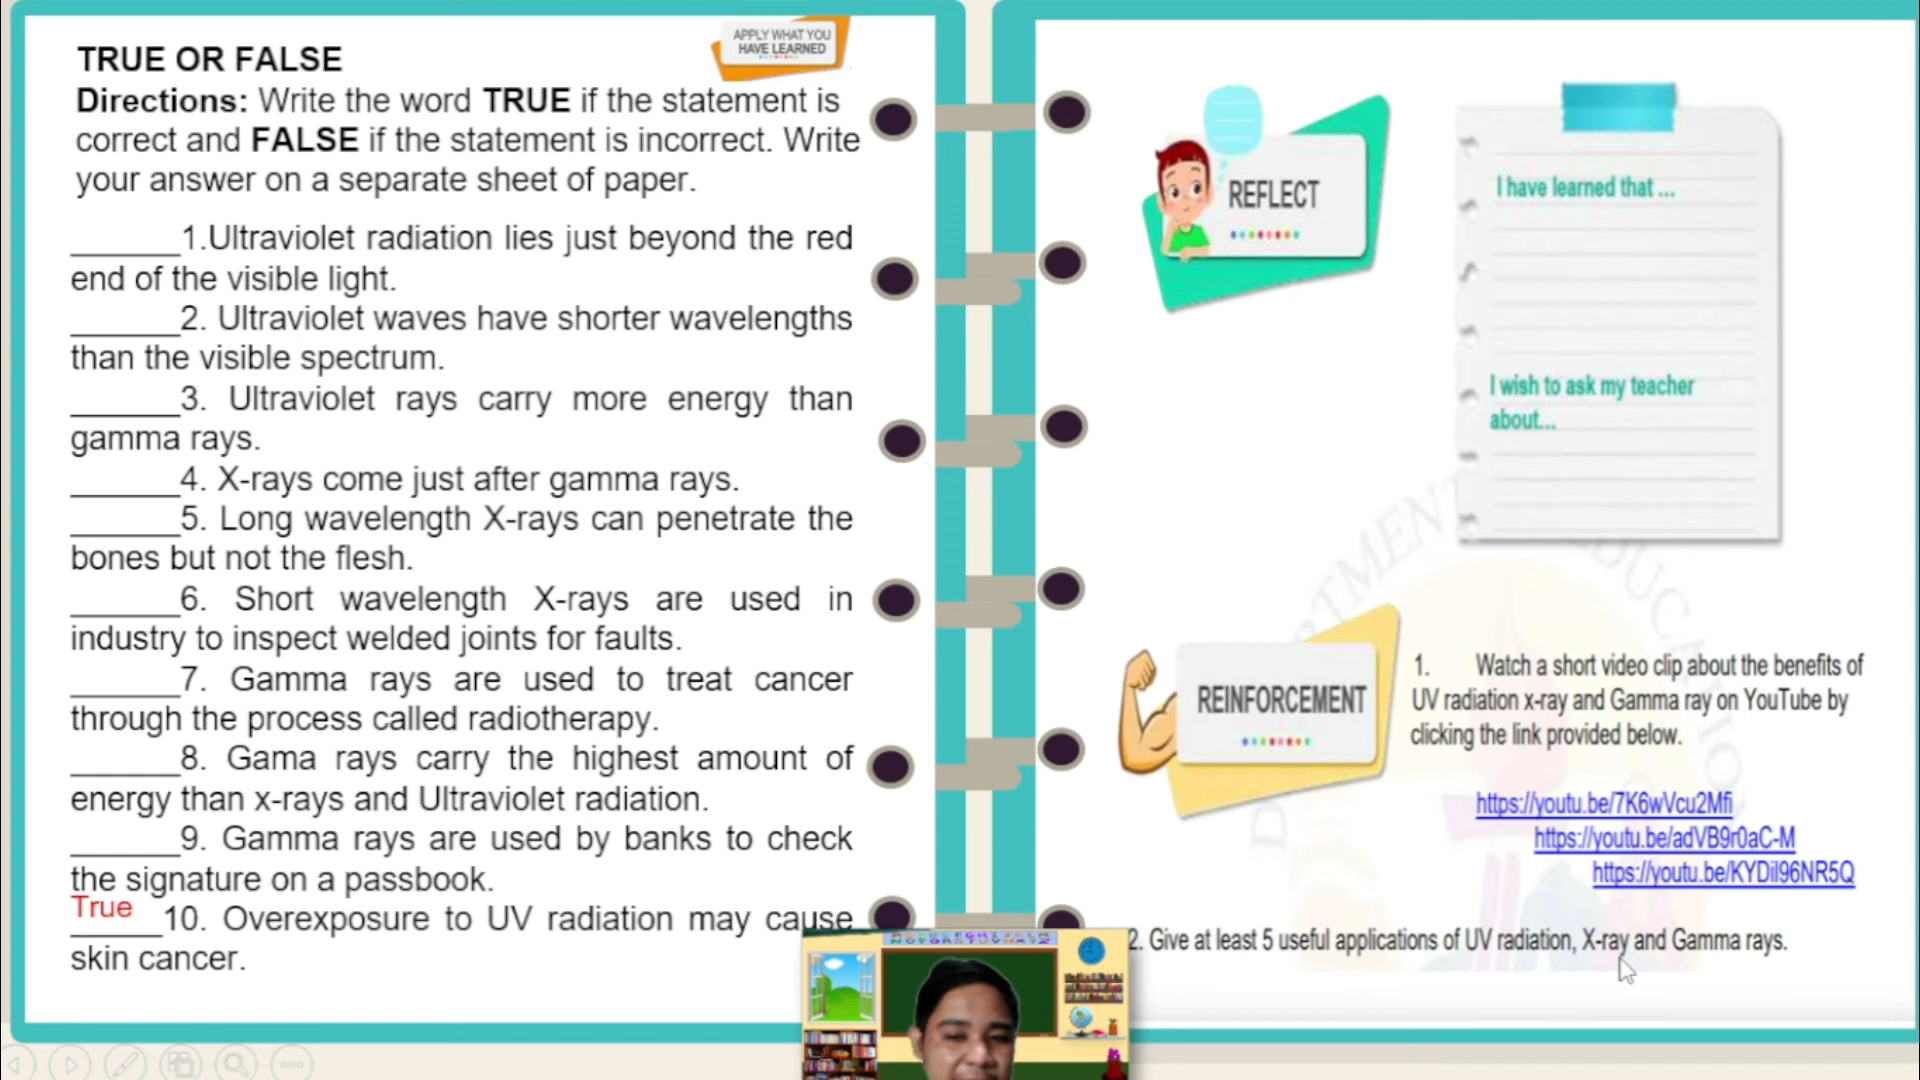 TRUE OR FALSE
APPLY WHAT YOU
HAVE LEARNED
Directions: Write the word TRUE if the statement is
correct and FALSE if the statement is incorrect. Write
your answer on a separate sheet of paper.
______1.Ultraviolet radiation lies just beyond the red
end of the visible light.
______2. Ultraviolet waves have shorter wavelengths
than the visible spectrum.
______3. Ultraviolet rays carry more energy than
gamma rays.
______4. X-rays come just after gamma rays.
______5. Long wavelength X-rays can penetrate the
bones but not the flesh.
______6. Short wavelength X-rays are used in
industry to inspect welded joints for faults.
______7. Gamma rays are used to treat cancer
through the process called radiotherapy.
______8. Gama rays carry the highest amount of
energy than x-rays and Ultraviolet radiation.
______9. Gamma rays are used by banks to check
the signature on a passbook.
True
_____10. Overexposure to UV radiation may cause
skin cancer.
REFLECT
I have learned that ...
I wish to ask my teacher
about...
REINFORCEMENT
1. Watch a short video clip about the benefits of
UV radiation x-ray and Gamma ray on YouTube by
clicking the link provided below.
https://youtu.be/7K6wVcu2Mfi
https://youtu.be/adVB9r0aC-M
https://youtu.be/KYDil96NR5Q
2. Give at least 5 useful applications of UV radiation, X-ray and Gamma rays.